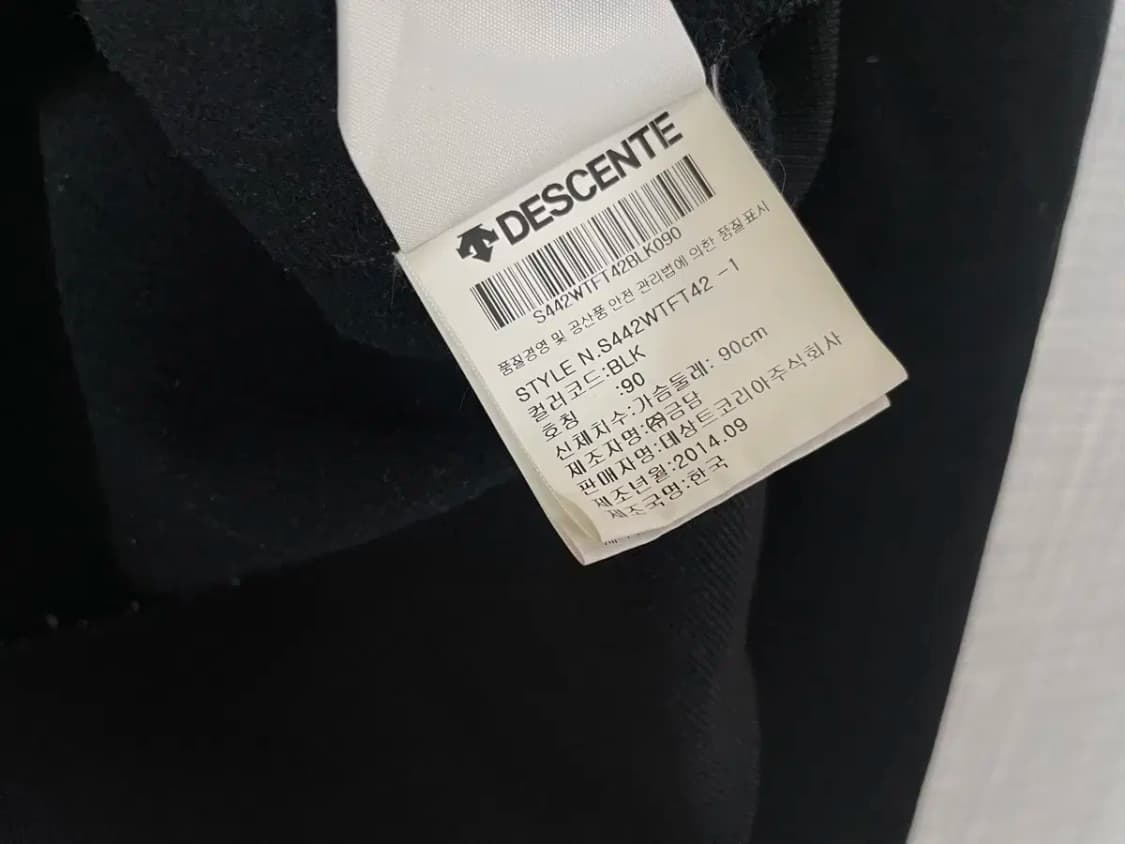 DESCENTE
S442WTFT42BLK090
품질경영 및 공산품 안전 관리법에 의한 품질표시
STYLE N.S442WTFT42 -1
컬러코드:BLK
호칭 :90
신체치수:가슴둘레: 90cm
제조자명:㈜금담
판매자명:데상트코리아주식회사
제조년월:2014.09
제조국명:한국